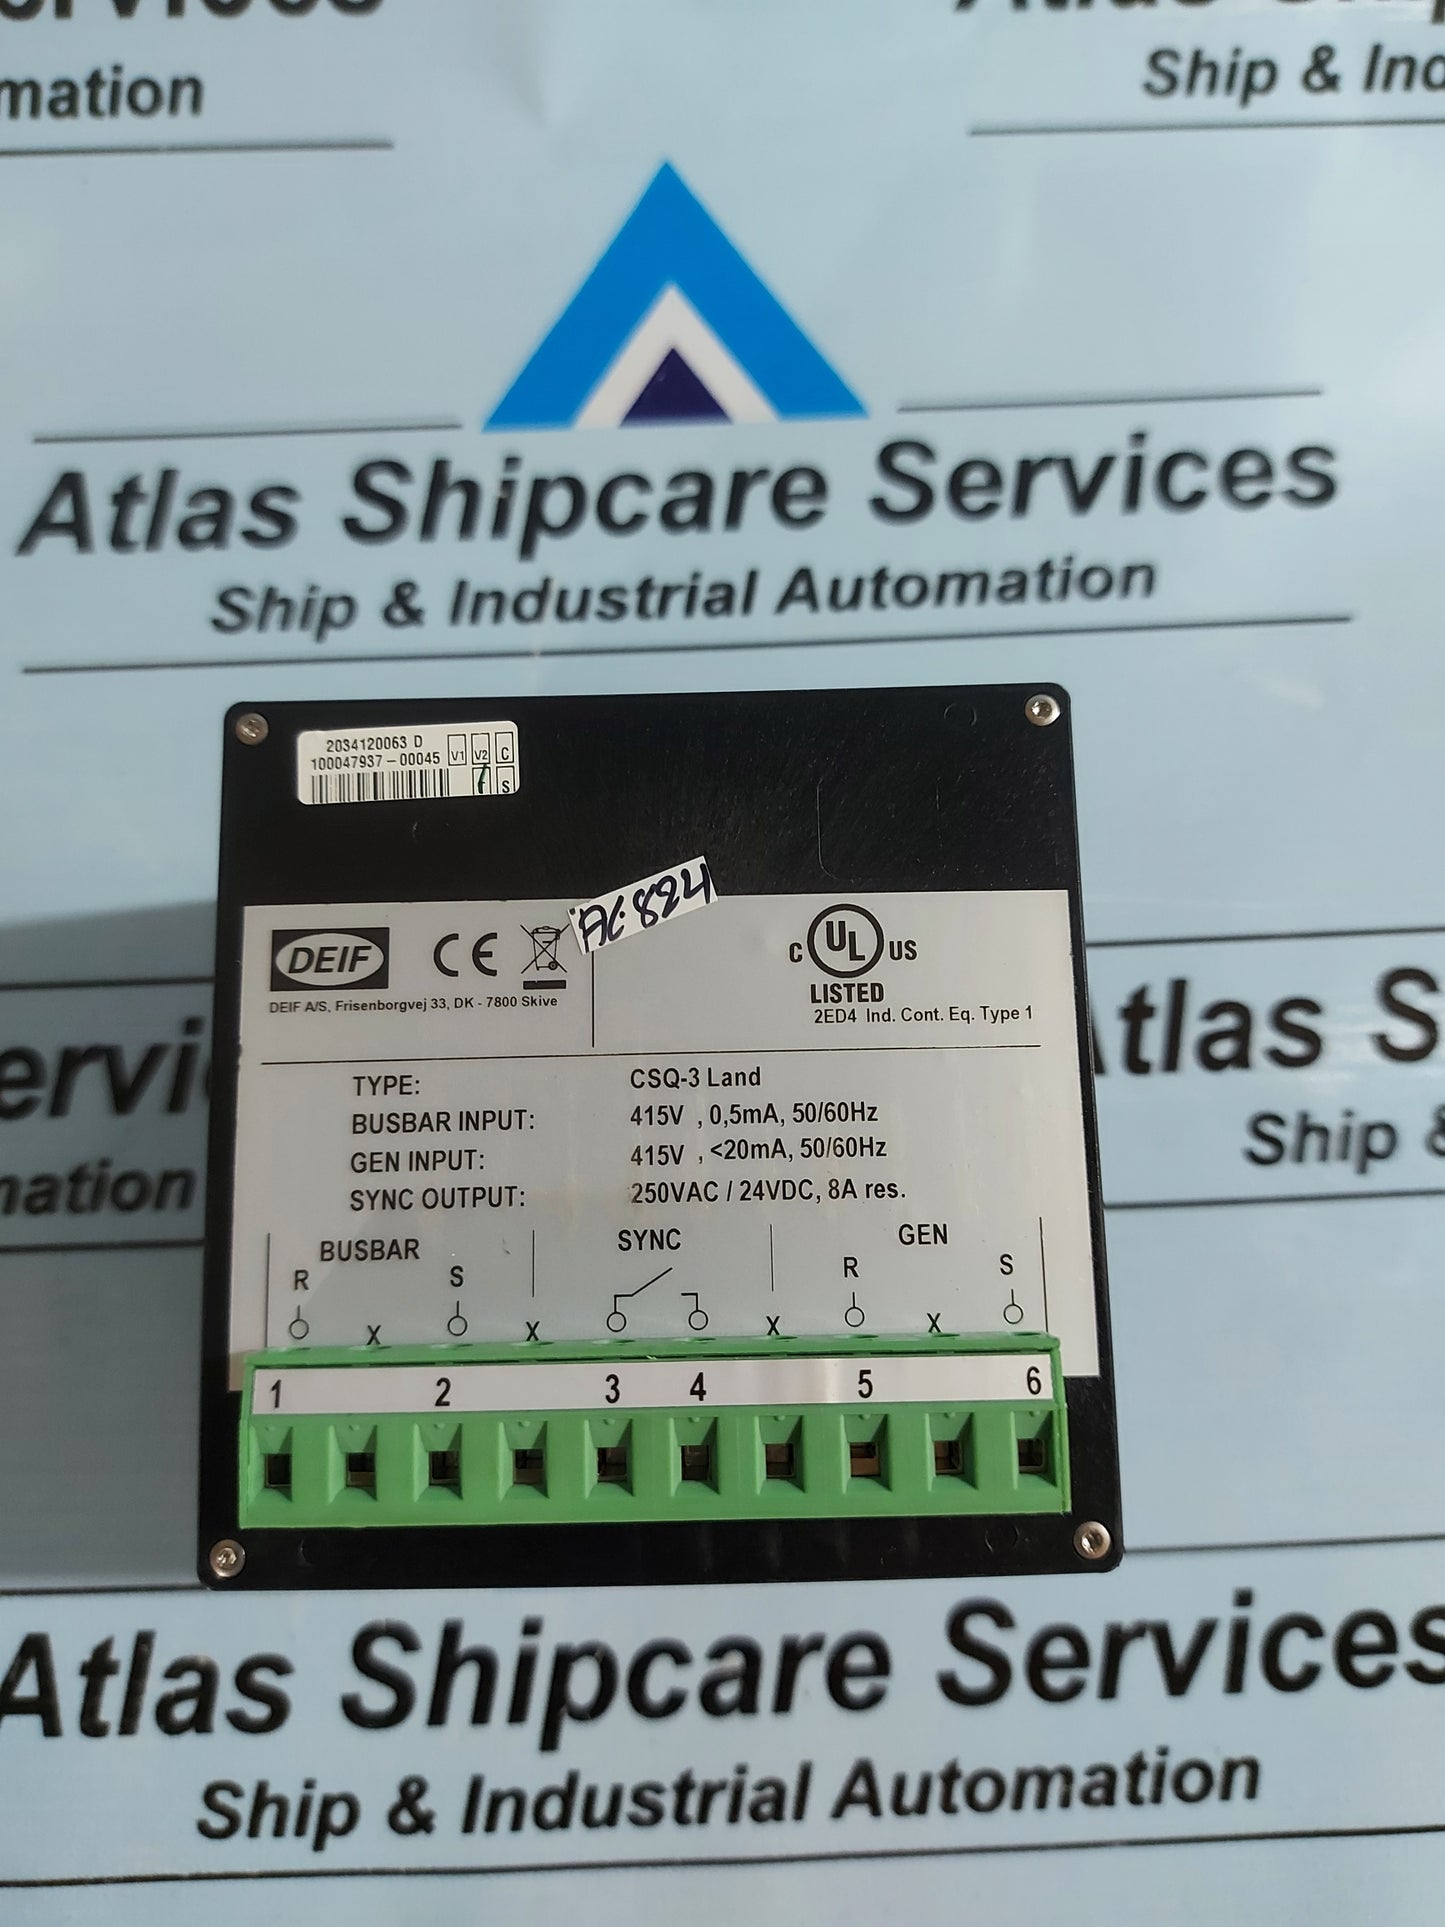 ervices
mation
Ship & Ind
Atlas Shipcare Services
Ship & Industrial Automation
2034120063 D
100047937-00045
V1 V2 C
S
AC-824
DEIF CE
DEIF A/S, Frisenborgvej 33, DK - 7800 Skive
C UL US
LISTED
2ED4 Ind. Cont. Eq. Type 1
TYPE: CSQ-3 Land
BUSBAR INPUT: 415V , 0,5mA, 50/60Hz
GEN INPUT: 415V , <20mA, 50/60Hz
SYNC OUTPUT: 250VAC / 24VDC, 8A res.
BUSBAR SYNC GEN
R S R S
X X X X
1 2 3 4 5 6
ervi
mation
Atlas S
Ship &
Atlas Shipcare Services
Ship & Industrial Automation